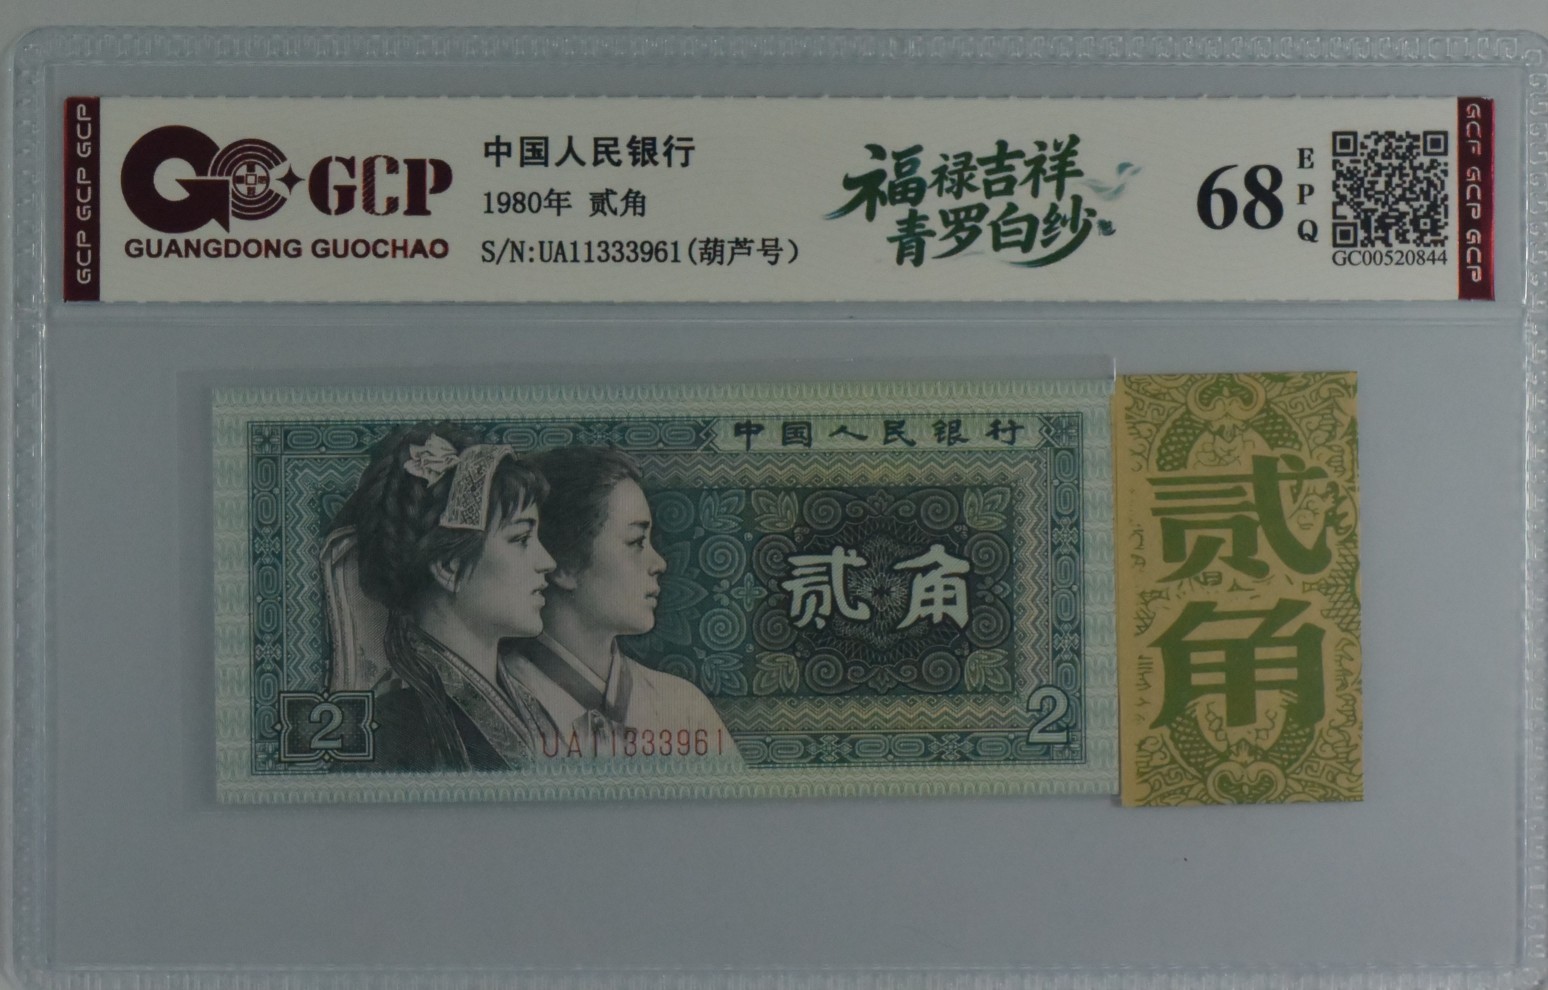 GCP GCP GCP
GCP
GUANGDONG GUOCHAO
中国人民银行
1980年 贰角
S/N:UA11333961(葫芦号)
福禄吉祥
青罗白纱
68
EPQ
GC00520844
GCP GCP GCP
中国人民银行
贰角
2
UA11333961
2
贰角